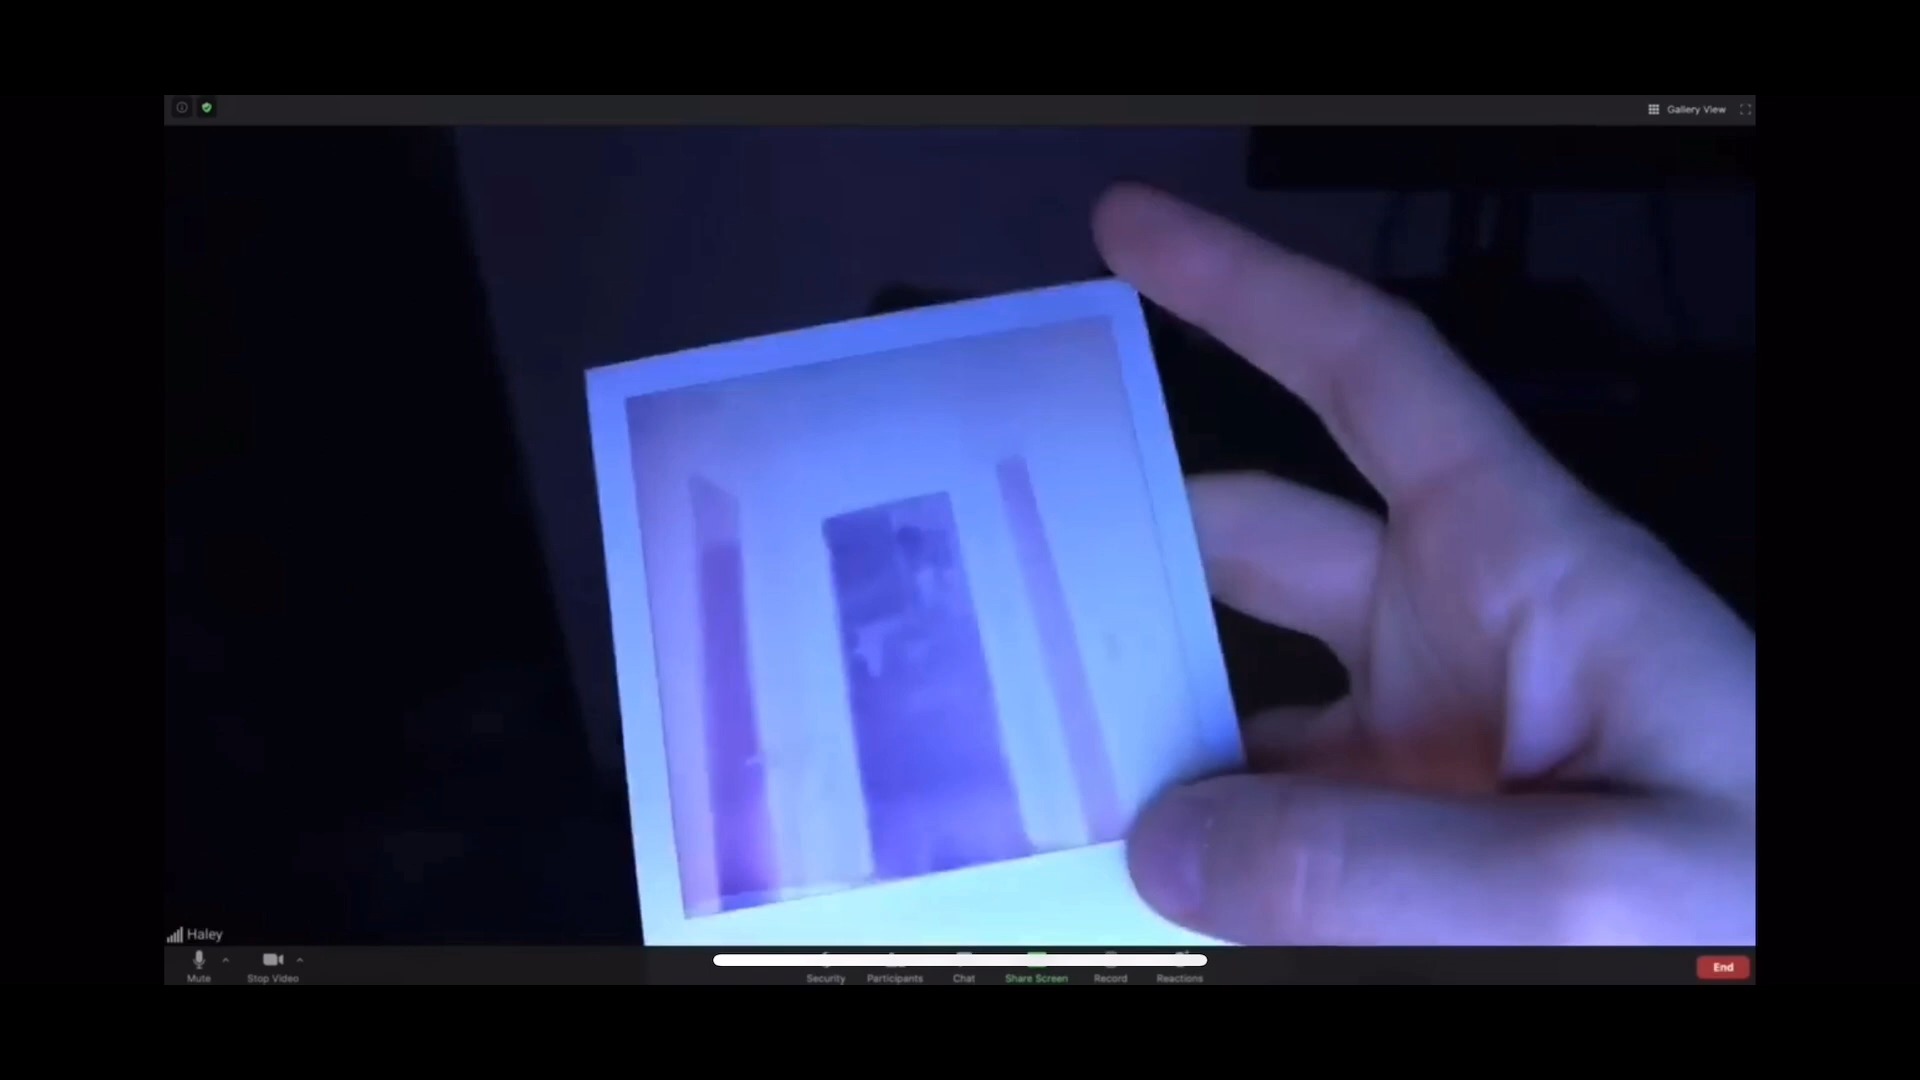 Gallery View
Haley
Mute
Stop Video
Security
Participants
Chat
Share Screen
Record
Reactions
End